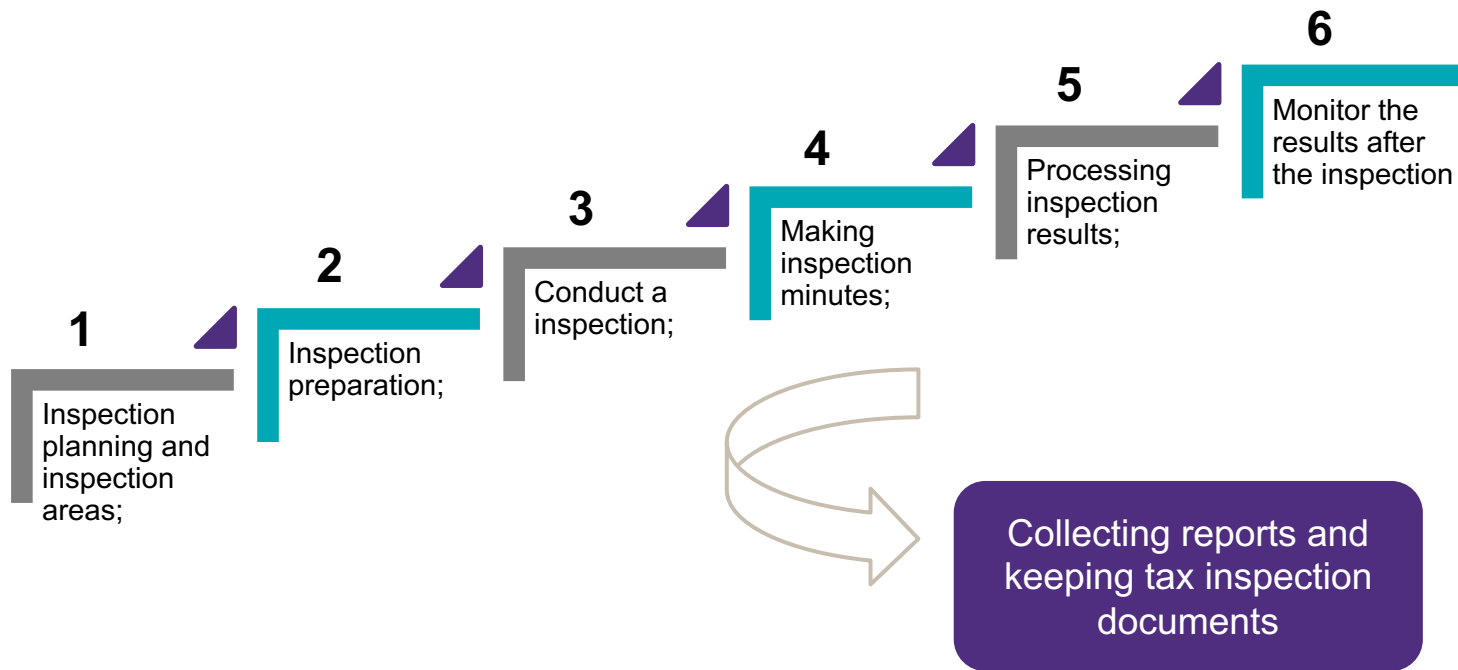 1
Inspection
planning and
inspection
areas;
2
Inspection
preparation;
3
Conduct a
inspection;
4
Making
inspection
minutes;
5
Processing
inspection
results;
6
Monitor the
results after
the inspection
Collecting reports and
keeping tax inspection
documents